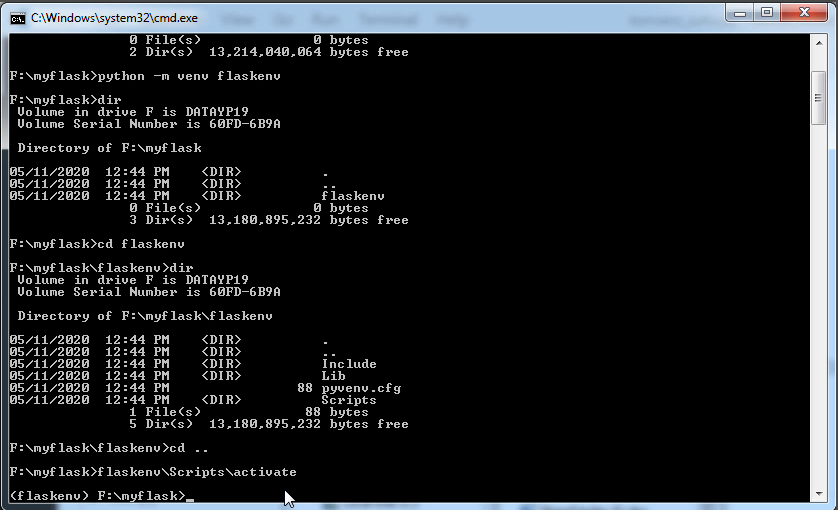 C:\Windows\system32\cmd.exe
0 File(s) 0 bytes
2 Dir(s) 13,214,040,064 bytes free
F:\myflask>python -m venv flaskenv
F:\myflask>dir
Volume in drive F is DATAYP19
Volume Serial Number is 60FD-6B9A
Directory of F:\myflask
05/11/2020 12:44 PM <DIR> .
05/11/2020 12:44 PM <DIR> ..
05/11/2020 12:44 PM <DIR> flaskenv
0 File(s) 0 bytes
3 Dir(s) 13,180,895,232 bytes free
F:\myflask>cd flaskenv
F:\myflask\flaskenv>dir
Volume in drive F is DATAYP19
Volume Serial Number is 60FD-6B9A
Directory of F:\myflask\flaskenv
05/11/2020 12:44 PM <DIR> .
05/11/2020 12:44 PM <DIR> ..
05/11/2020 12:44 PM <DIR> Include
05/11/2020 12:44 PM <DIR> Lib
05/11/2020 12:44 PM 88 pyvenv.cfg
05/11/2020 12:44 PM <DIR> Scripts
1 File(s) 88 bytes
5 Dir(s) 13,180,895,232 bytes free
F:\myflask\flaskenv>cd ..
F:\myflask>flaskenv\Scripts\activate
(flaskenv) F:\myflask>_